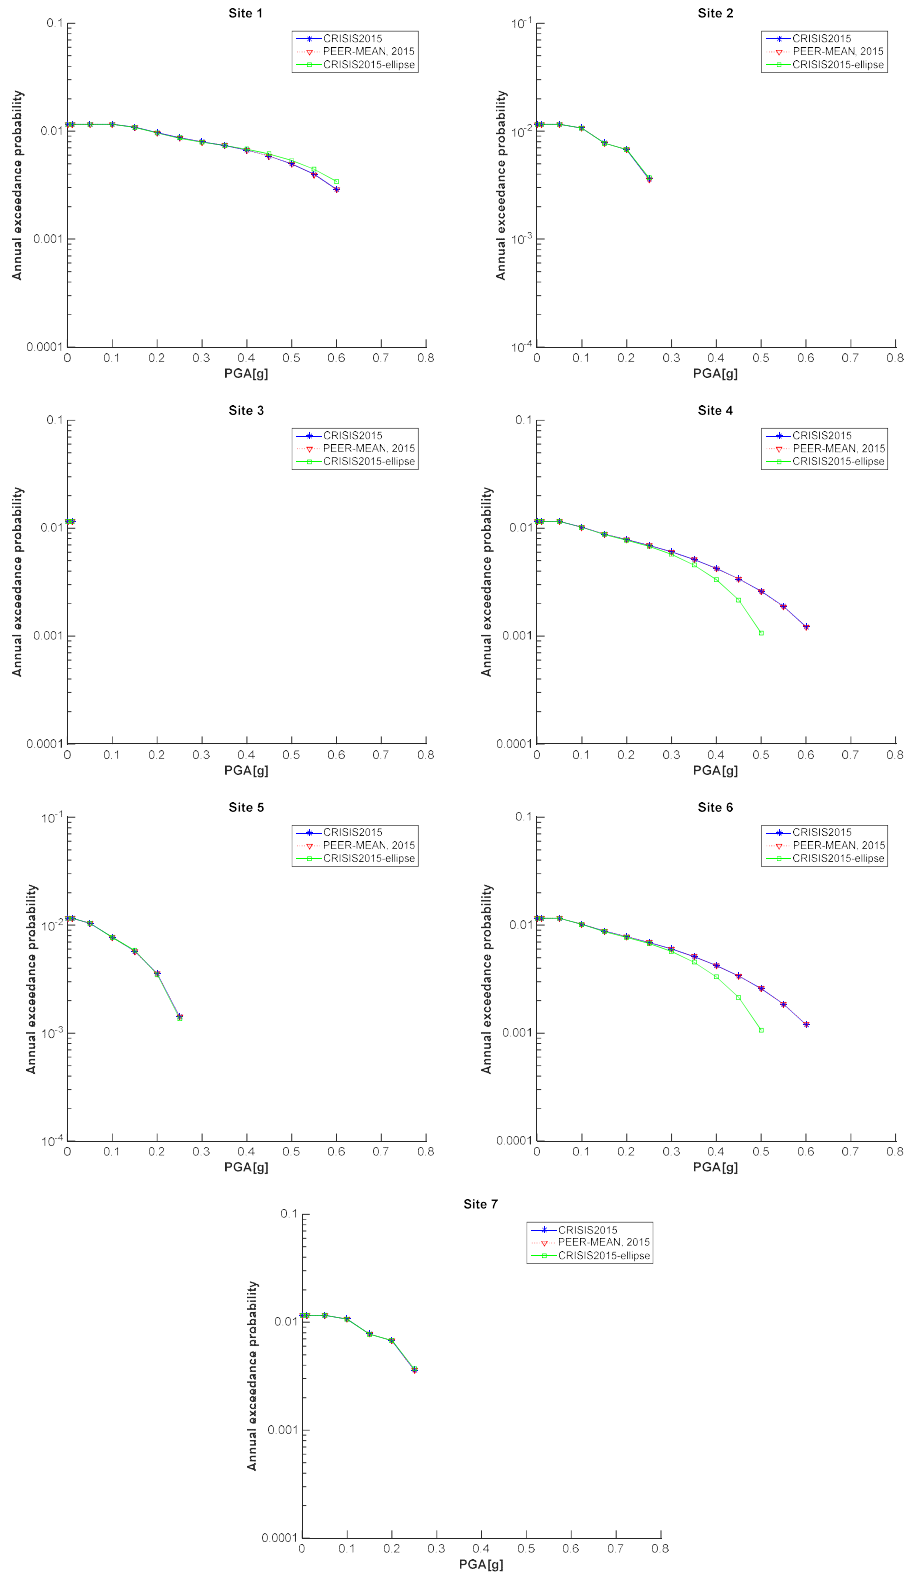 Site 1
CRISIS2015
PEER-MEAN, 2015
CRISIS2015-ellipse
Annual exceedance probability
0.1
0.01
0.001
0.0001
0 0.1 0.2 0.3 0.4 0.5 0.6 0.7 0.8
PGA[g]
Site 2
CRISIS2015
PEER-MEAN, 2015
CRISIS2015-ellipse
Annual exceedance probability
10-1
10-2
10-3
10-4
0 0.1 0.2 0.3 0.4 0.5 0.6 0.7 0.8
PGA[g]
Site 3
CRISIS2015
PEER-MEAN, 2015
CRISIS2015-ellipse
Annual exceedance probability
0.1
0.01
0.001
0.0001
0 0.1 0.2 0.3 0.4 0.5 0.6 0.7 0.8
PGA[g]
Site 4
CRISIS2015
PEER-MEAN, 2015
CRISIS2015-ellipse
Annual exceedance probability
0.1
0.01
0.001
0.0001
0 0.1 0.2 0.3 0.4 0.5 0.6 0.7 0.8
PGA[g]
Site 5
CRISIS2015
PEER-MEAN, 2015
CRISIS2015-ellipse
Annual exceedance probability
10-1
10-2
10-3
10-4
0 0.1 0.2 0.3 0.4 0.5 0.6 0.7 0.8
PGA[g]
Site 6
CRISIS2015
PEER-MEAN, 2015
CRISIS2015-ellipse
Annual exceedance probability
0.1
0.01
0.001
0.0001
0 0.1 0.2 0.3 0.4 0.5 0.6 0.7 0.8
PGA[g]
Site 7
CRISIS2015
PEER-MEAN, 2015
CRISIS2015-ellipse
Annual exceedance probability
0.1
0.01
0.001
0.0001
0 0.1 0.2 0.3 0.4 0.5 0.6 0.7 0.8
PGA[g]